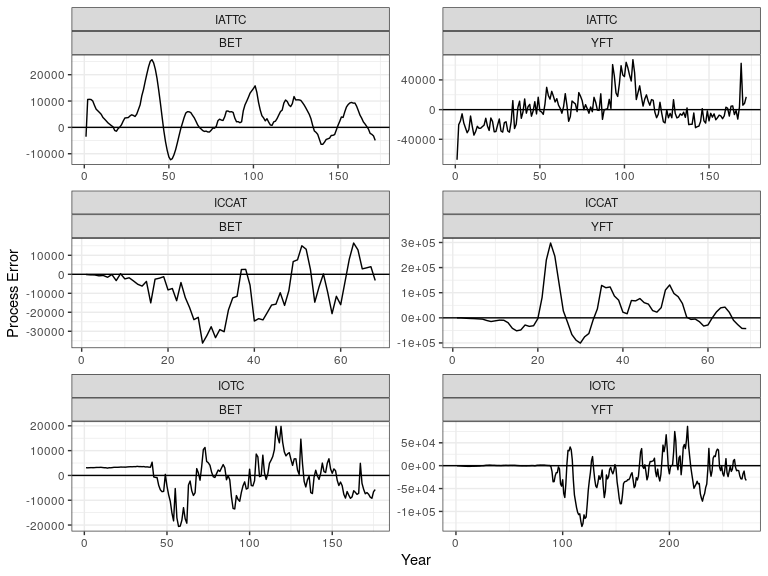 IATTC
BET
20000
10000
0
-10000
0 50 100 150
IATTC
YFT
40000
0
-40000
0 50 100 150
ICCAT
BET
10000
0
-10000
-20000
-30000
0 20 40 60
ICCAT
YFT
3e+05
2e+05
1e+05
0e+00
-1e+05
0 20 40 60
IOTC
BET
20000
10000
0
-10000
-20000
0 50 100 150
IOTC
YFT
5e+04
0e+00
-5e+04
-1e+05
0 100 200
Process Error
Year